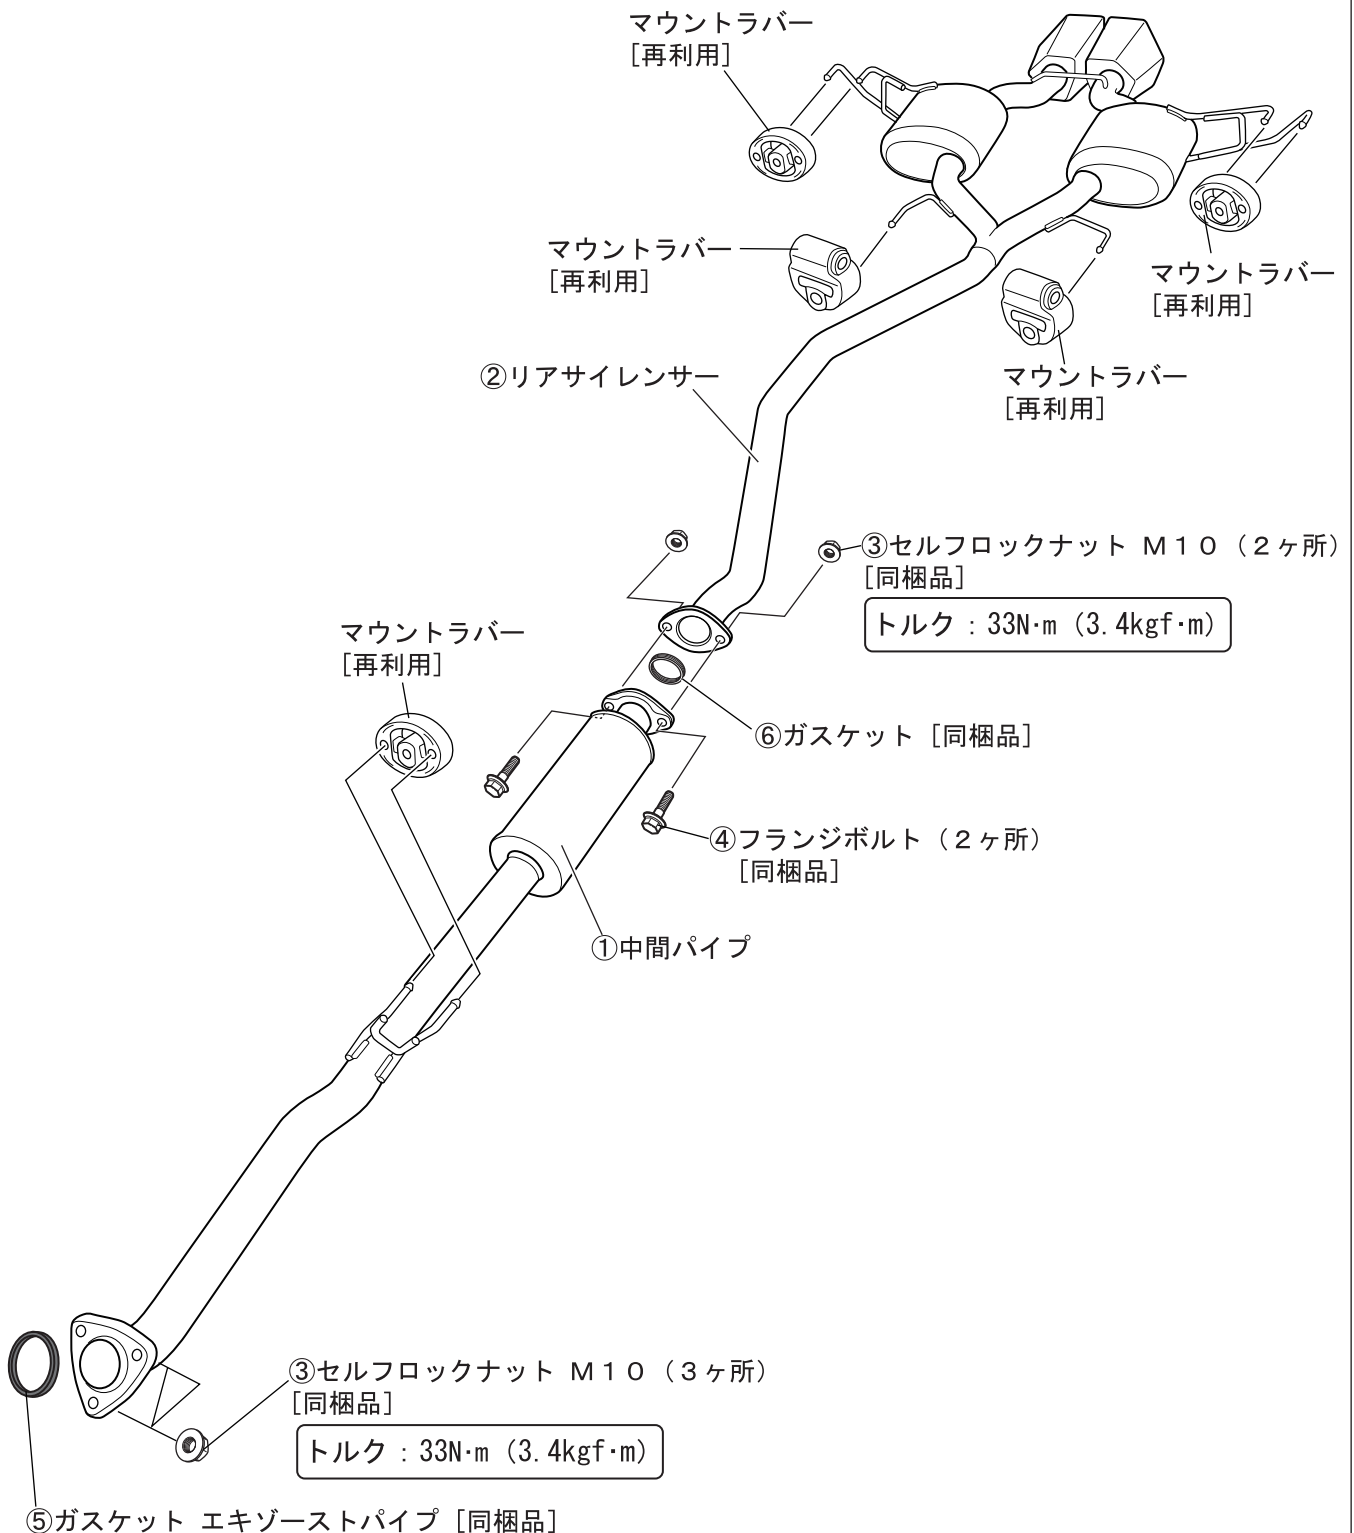 マウントラバー
[再利用]
マウントラバー
[再利用]
マウントラバー
[再利用]
マウントラバー
[再利用]
②リアサイレンサー
③セルフロックナット M10(2ヶ所)
[同梱品]
トルク:33N·m (3.4kgf·m)
マウントラバー
[再利用]
⑥ガスケット [同梱品]
④フランジボルト(2ヶ所)
[同梱品]
①中間パイプ
③セルフロックナット M10(3ヶ所)
[同梱品]
トルク:33N·m (3.4kgf·m)
⑤ガスケット エキゾーストパイプ [同梱品]